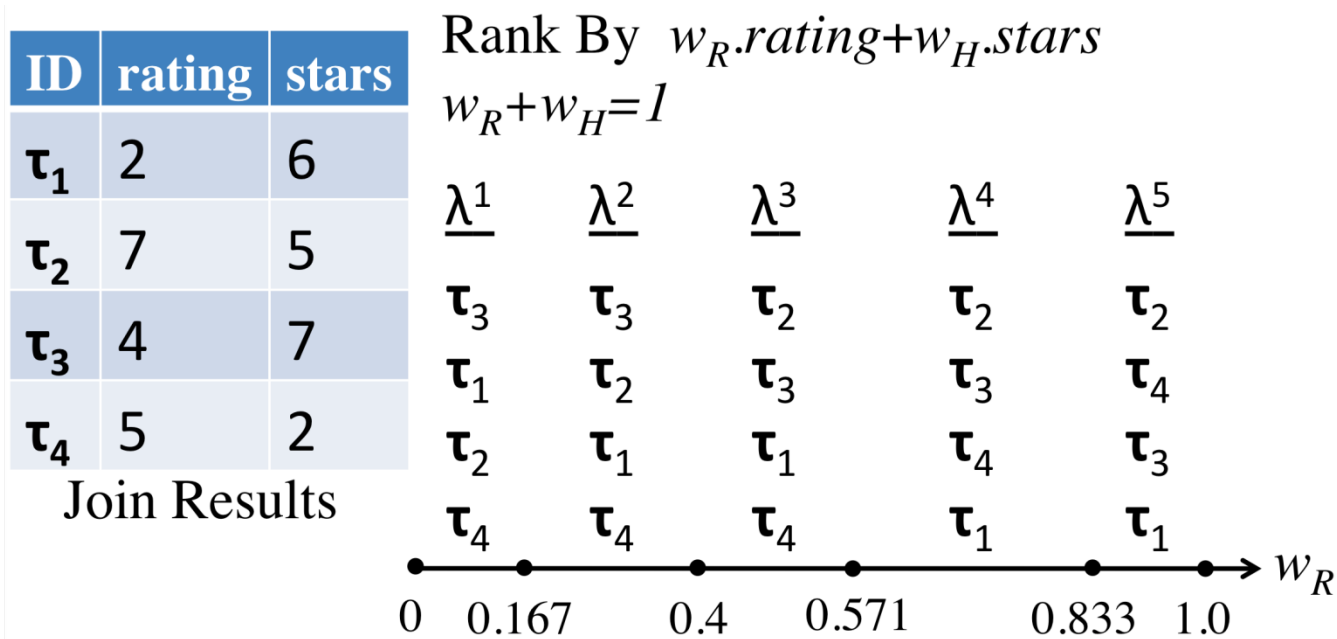 ID rating stars
τ1 2 6
τ2 7 5
τ3 4 7
τ4 5 2
Join Results
Rank By wR.rating+wH.stars
wR+wH=1
λ1 λ2 λ3 λ4 λ5
τ3 τ3 τ2 τ2 τ2
τ1 τ2 τ3 τ3 τ4
τ2 τ1 τ1 τ4 τ3
τ4 τ4 τ4 τ1 τ1
wR
0 0.167 0.4 0.571 0.833 1.0